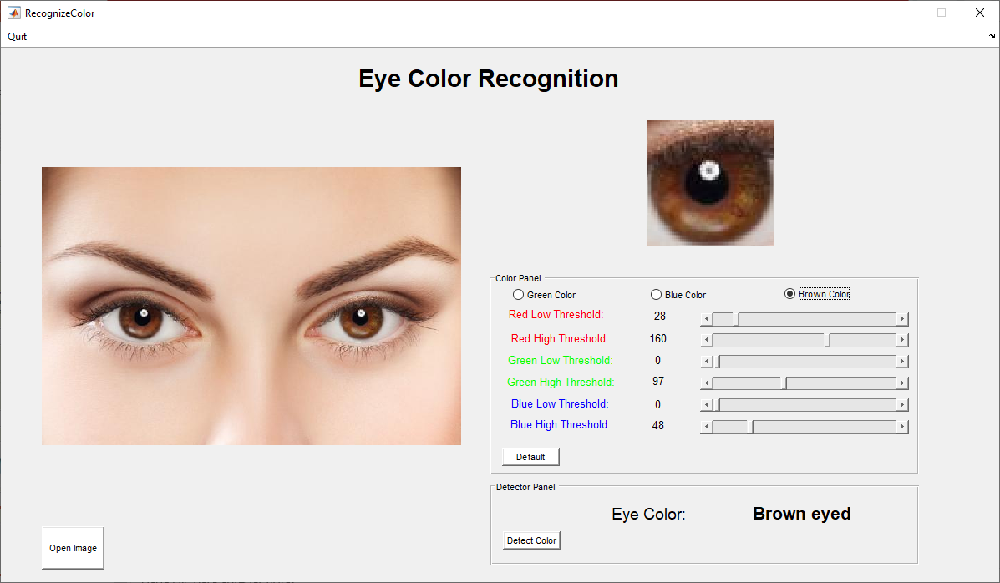 RecognizeColor
Quit
Eye Color Recognition
Color Panel
Green Color Blue Color Brown Color
Red Low Threshold: 28
Red High Threshold: 160
Green Low Threshold: 0
Green High Threshold: 97
Blue Low Threshold: 0
Blue High Threshold: 48
Default
Detector Panel
Eye Color: Brown eyed
Detect Color
Open Image